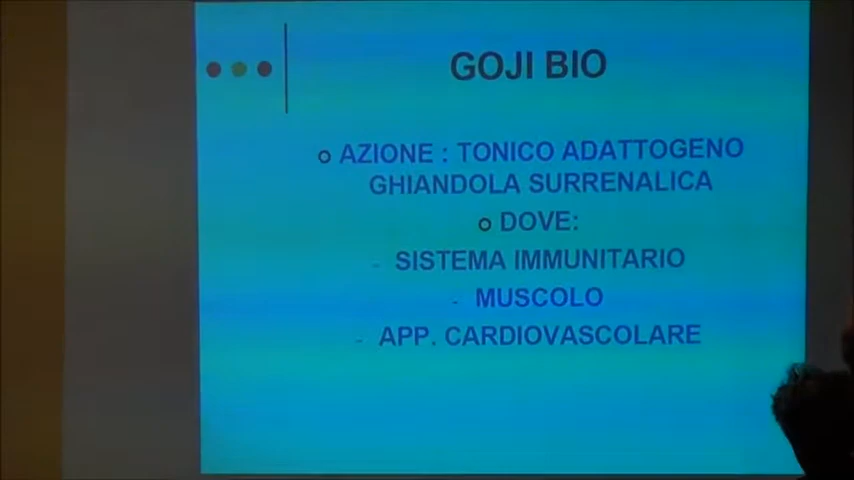 GOJI BIO
AZIONE : TONICO ADATTOGENO
GHIANDOLA SURRENALICA
DOVE:
- SISTEMA IMMUNITARIO
- MUSCOLO
- APP. CARDIOVASCOLARE